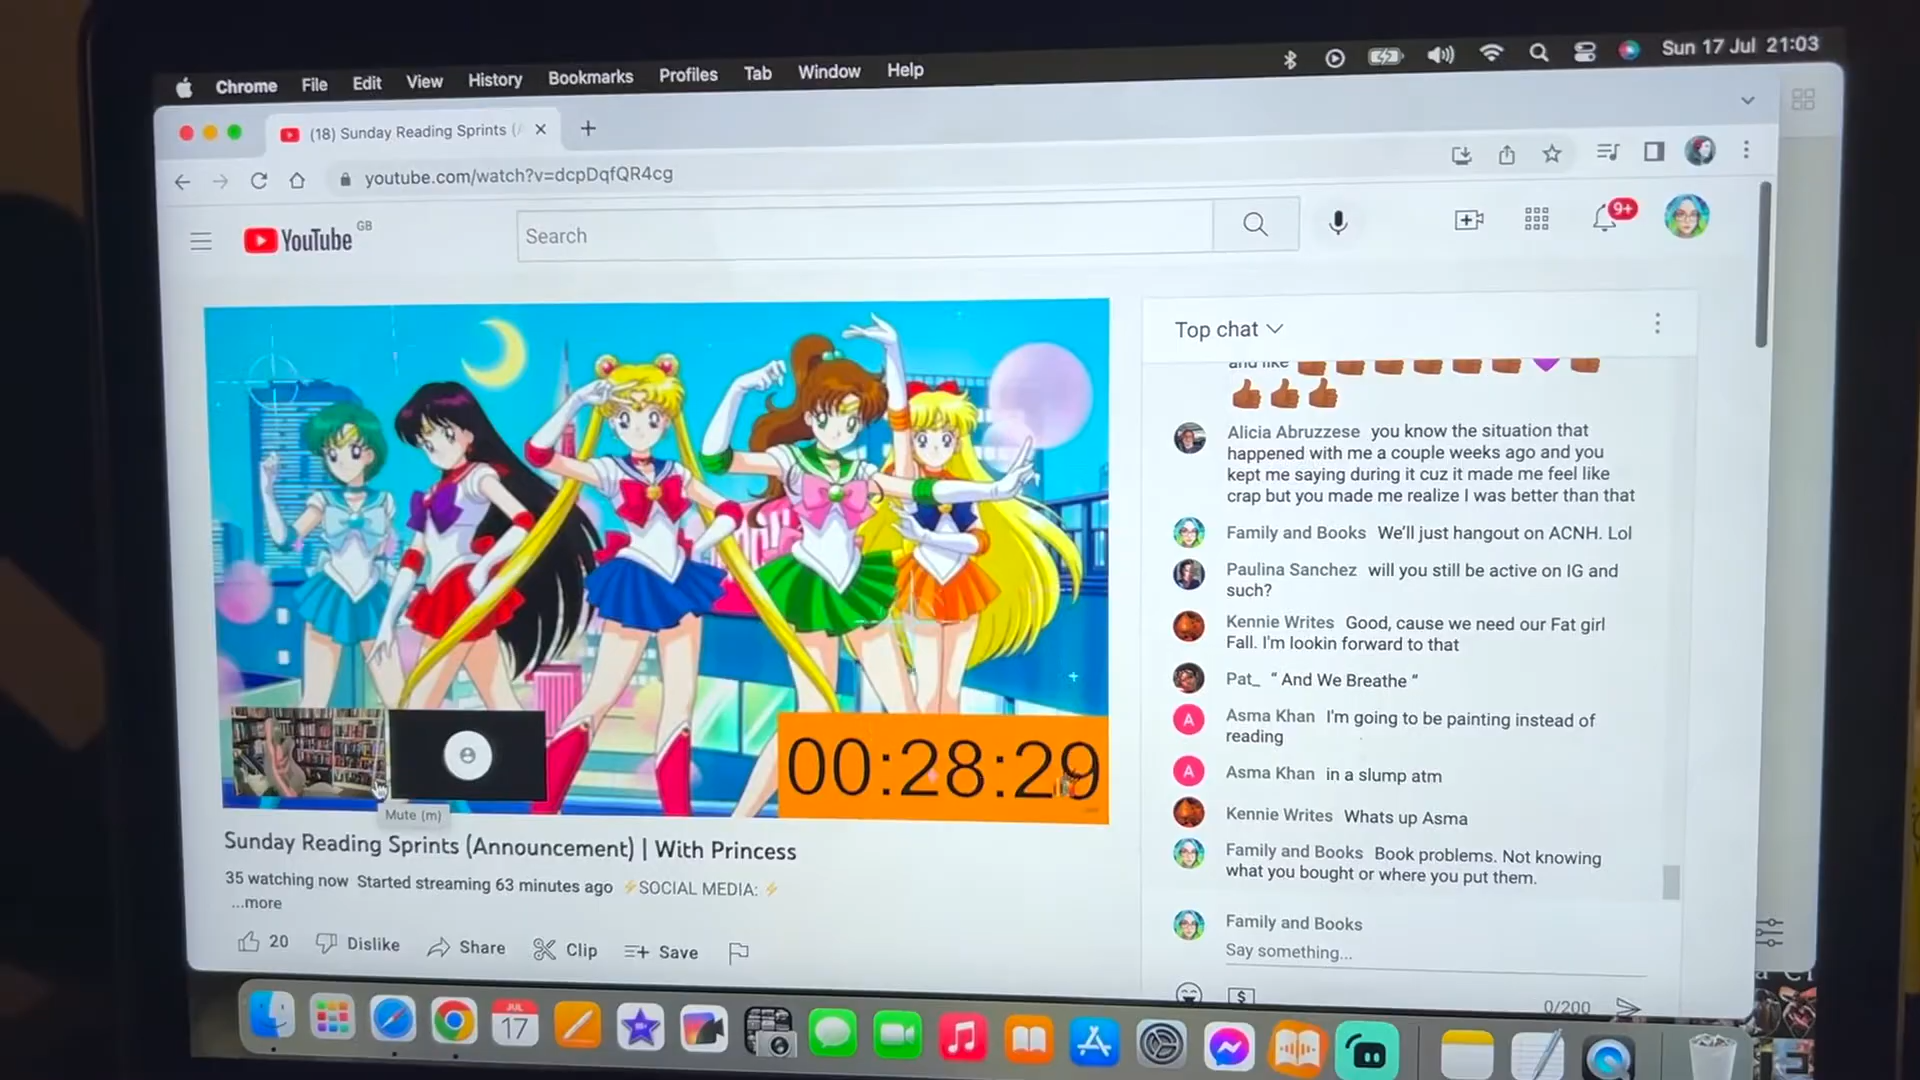 Chrome File Edit View History Bookmarks Profiles Tab Window Help Sun 17 Jul 21:03
(18) Sunday Reading Sprints (
youtube.com/watch?v=dcpDqfQR4cg
YouTube GB
Search
9+
Top chat
and like
Alicia Abruzzese you know the situation that
happened with me a couple weeks ago and you
kept me saying during it cuz it made me feel like
crap but you made me realize I was better than that
Family and Books We'll just hangout on ACNH. Lol
Paulina Sanchez will you still be active on IG and
such?
Kennie Writes Good, cause we need our Fat girl
Fall. I'm lookin forward to that
Pat_ “ And We Breathe “
A Asma Khan I'm going to be painting instead of
reading
A Asma Khan in a slump atm
Kennie Writes Whats up Asma
Family and Books Book problems. Not knowing
what you bought or where you put them.
Family and Books
Say something...
0/200
00:28:29
Mute (m)
Sunday Reading Sprints (Announcement) | With Princess
35 watching now Started streaming 63 minutes ago ⚡SOCIAL MEDIA: ⚡
...more
20 Dislike Share Clip Save
JUL
17